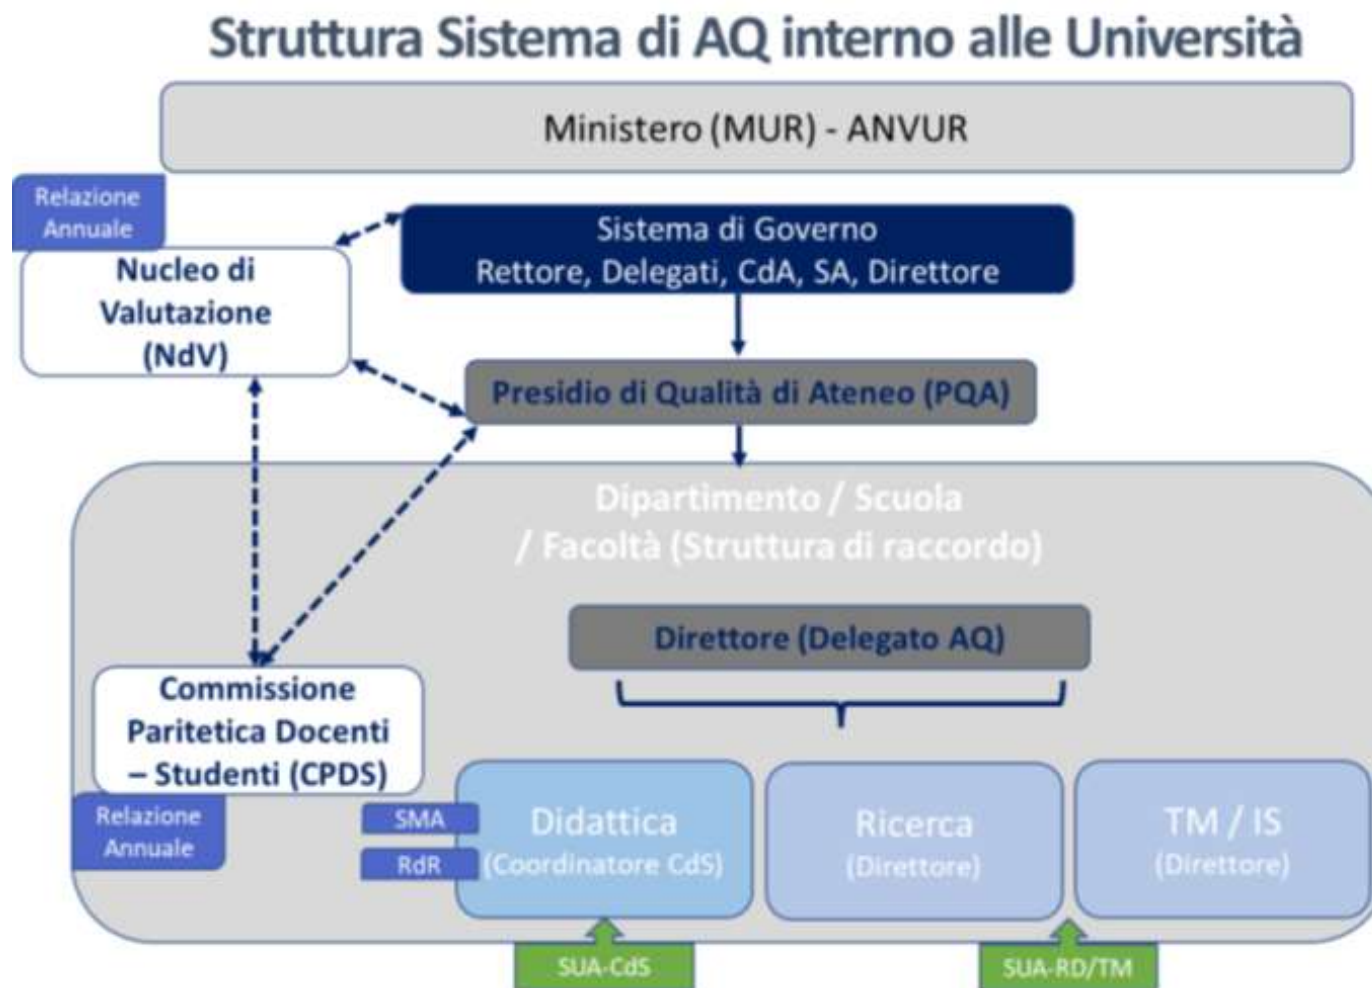 Struttura Sistema di AQ interno alle Università
Ministero (MUR) - ANVUR
Relazione
Annuale
Nucleo di
Valutazione
(NdV)
Sistema di Governo
Rettore, Delegati, CdA, SA, Direttore
Presidio di Qualità di Ateneo (PQA)
Dipartimento / Scuola
/ Facoltà (Struttura di raccordo)
Direttore (Delegato AQ)
Commissione
Paritetica Docenti
– Studenti (CPDS)
Relazione
Annuale
SMA
RdR
Didattica
(Coordinatore CdS)
Ricerca
(Direttore)
TM / IS
(Direttore)
SUA-CdS
SUA-RD/TM